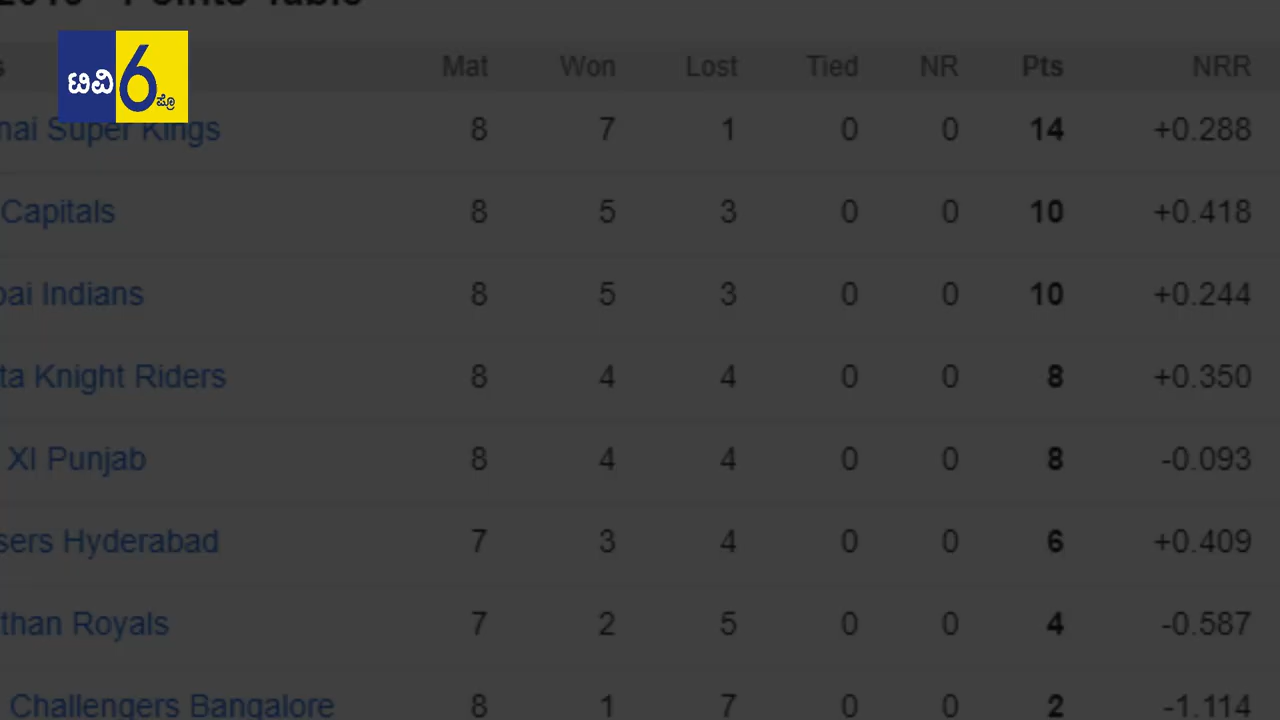 2019 - Points Table
ಟಿವಿ 6 ಪ್ರೊ
s Mat Won Lost Tied NR Pts NRR
nai Super Kings 8 7 1 0 0 14 +0.288
Capitals 8 5 3 0 0 10 +0.418
bai Indians 8 5 3 0 0 10 +0.244
ta Knight Riders 8 4 4 0 0 8 +0.350
XI Punjab 8 4 4 0 0 8 -0.093
sers Hyderabad 7 3 4 0 0 6 +0.409
than Royals 7 2 5 0 0 4 -0.587
Challengers Bangalore 8 1 7 0 0 2 -1.114